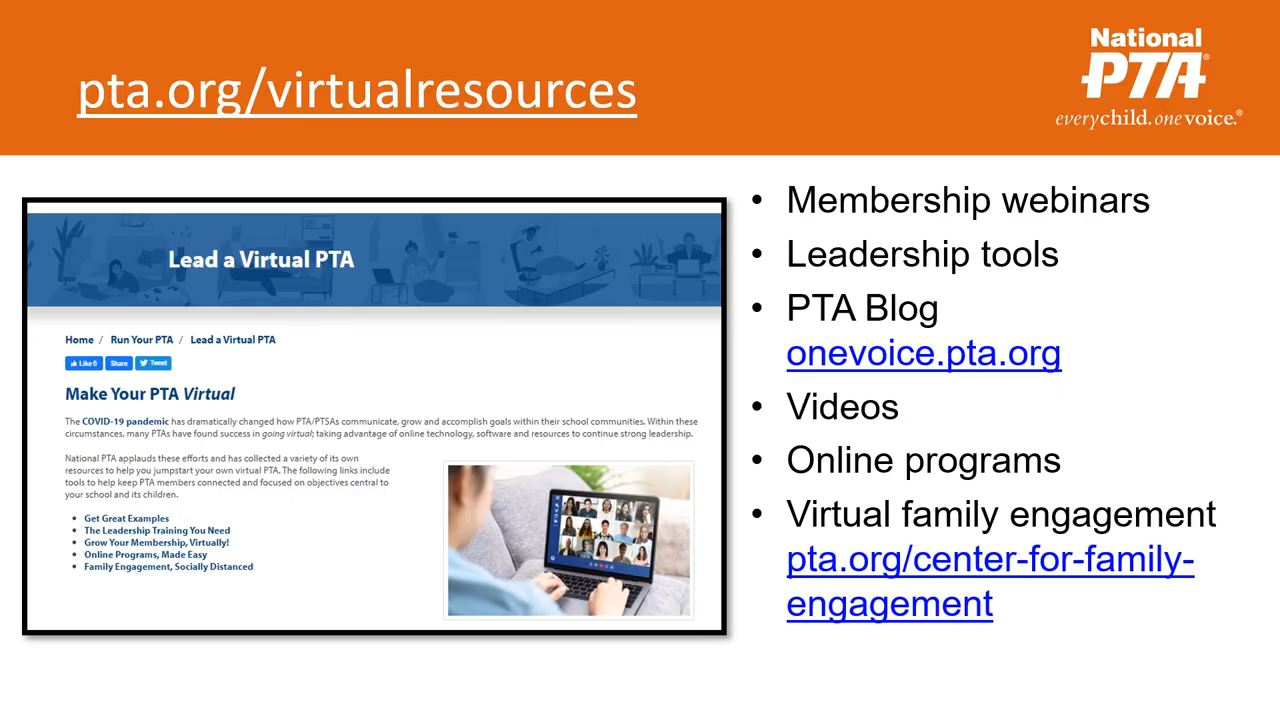 pta.org/virtualresources
National
PTA®
everychild.onevoice.®
Lead a Virtual PTA
Home / Run Your PTA / Lead a Virtual PTA
Like 6 Share Tweet
Make Your PTA Virtual
The COVID-19 pandemic has dramatically changed how PTA/PTSAs communicate, grow and accomplish goals within their school communities. Within these
circumstances, many PTAs have found success in going virtual; taking advantage of online technology, software and resources to continue strong leadership.
National PTA applauds these efforts and has collected a variety of its own
resources to help you jumpstart your own virtual PTA. The following links include
tools to help keep PTA members connected and focused on objectives central to
your school and its children.
• Get Great Examples
• The Leadership Training You Need
• Grow Your Membership, Virtually!
• Online Programs, Made Easy
• Family Engagement, Socially Distanced
• Membership webinars
• Leadership tools
• PTA Blog
onevoice.pta.org
• Videos
• Online programs
• Virtual family engagement
pta.org/center-for-family-
engagement